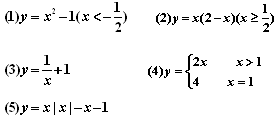 (1)y = x² −1(x < −1/2)  (2)y = x(2−x)(x ≥ 1/2)
(3)y = 1/x +1  (4)y = {2x  x > 1
4  x = 1
(5)y = x | x | −x −1